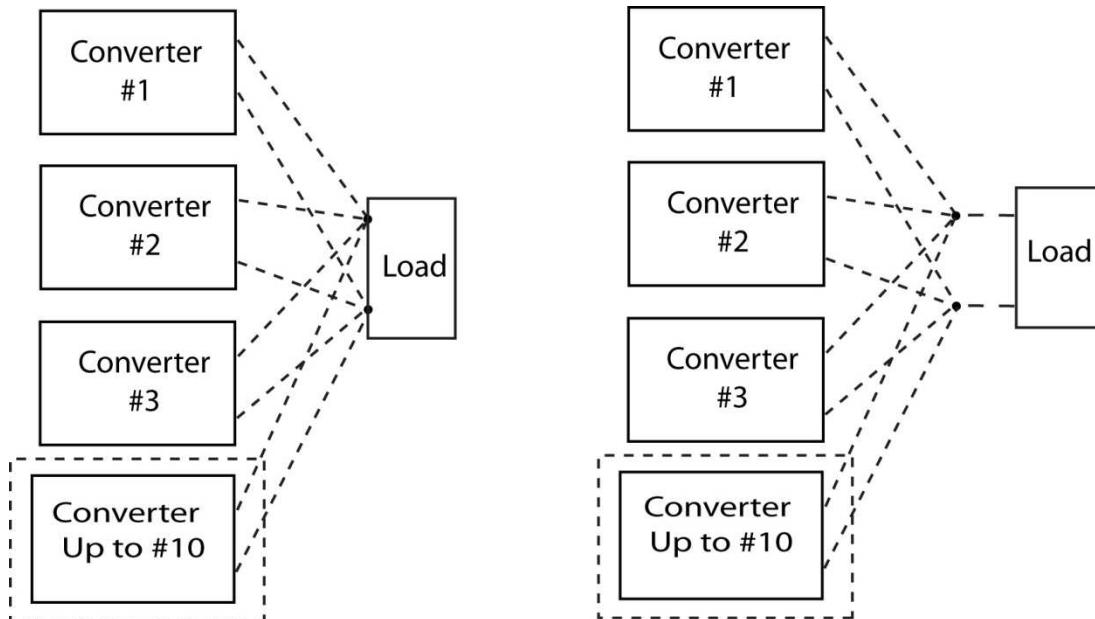 Converter
#1
Converter
#2
Load
Converter
#3
Converter
Up to #10
Converter
#1
Converter
#2
Load
Converter
#3
Converter
Up to #10